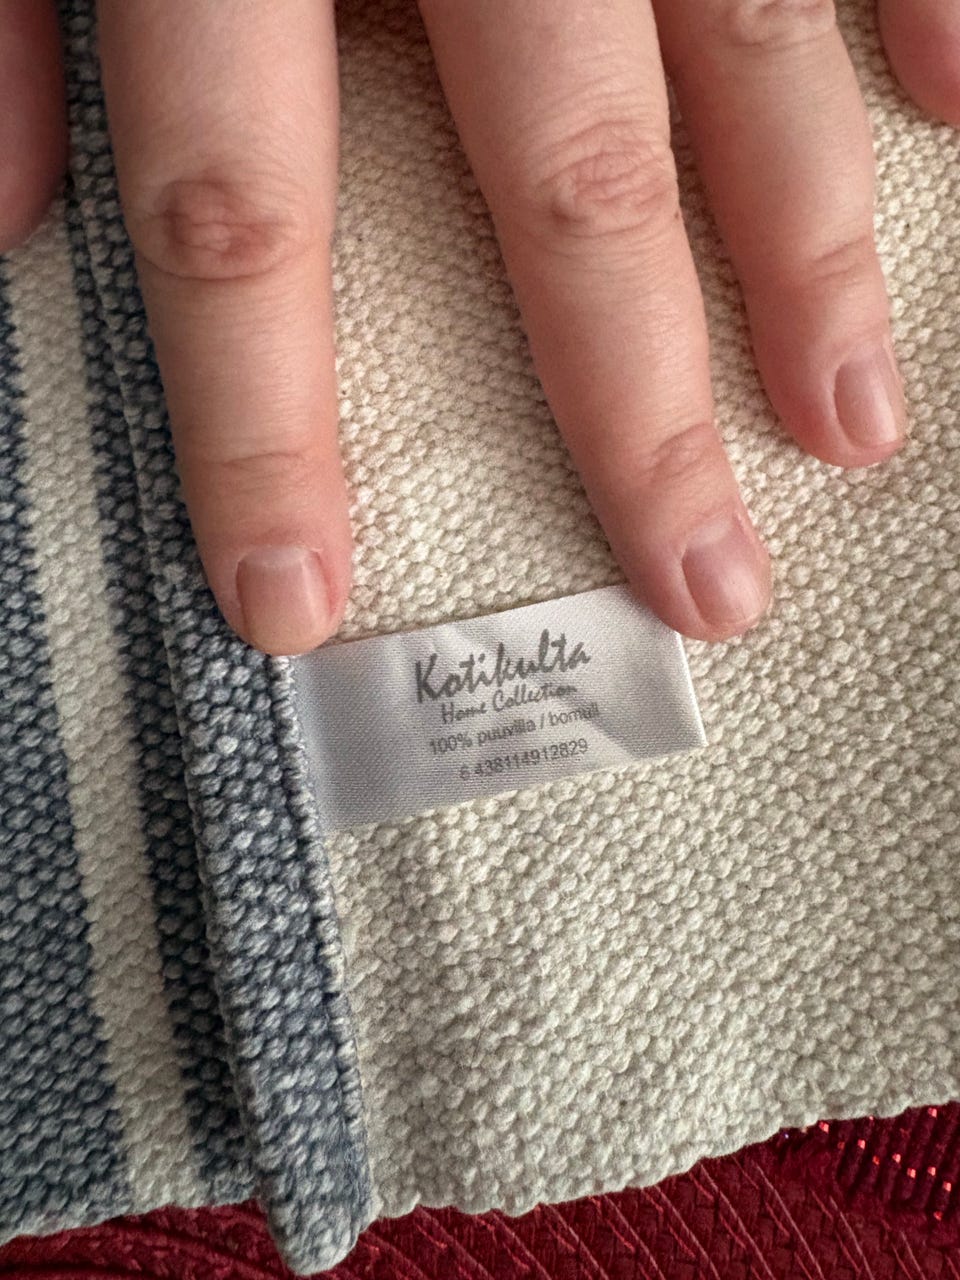 Kotikulta
Home Collection
100% puuvilla / bomull
6 438114912829